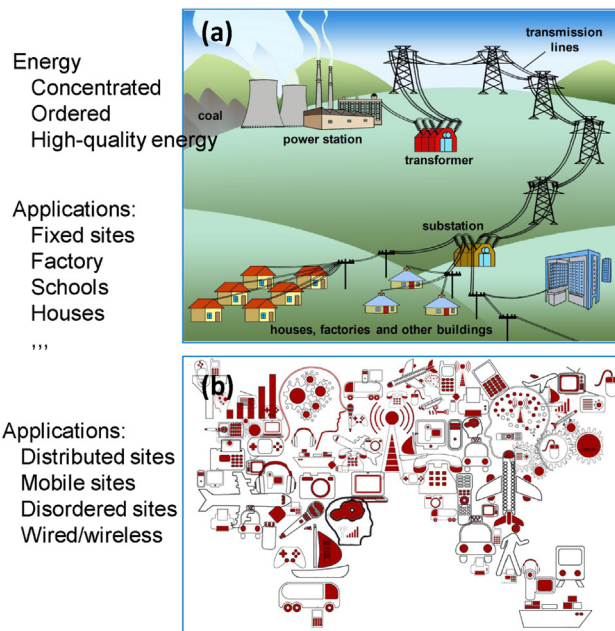 Energy
Concentrated
Ordered
High-quality energy
Applications:
Fixed sites
Factory
Schools
Houses
,,,
(a)
transmission
lines
coal
power station
transformer
substation
houses, factories and other buildings
Applications:
Distributed sites
Mobile sites
Disordered sites
Wired/wireless
(b)